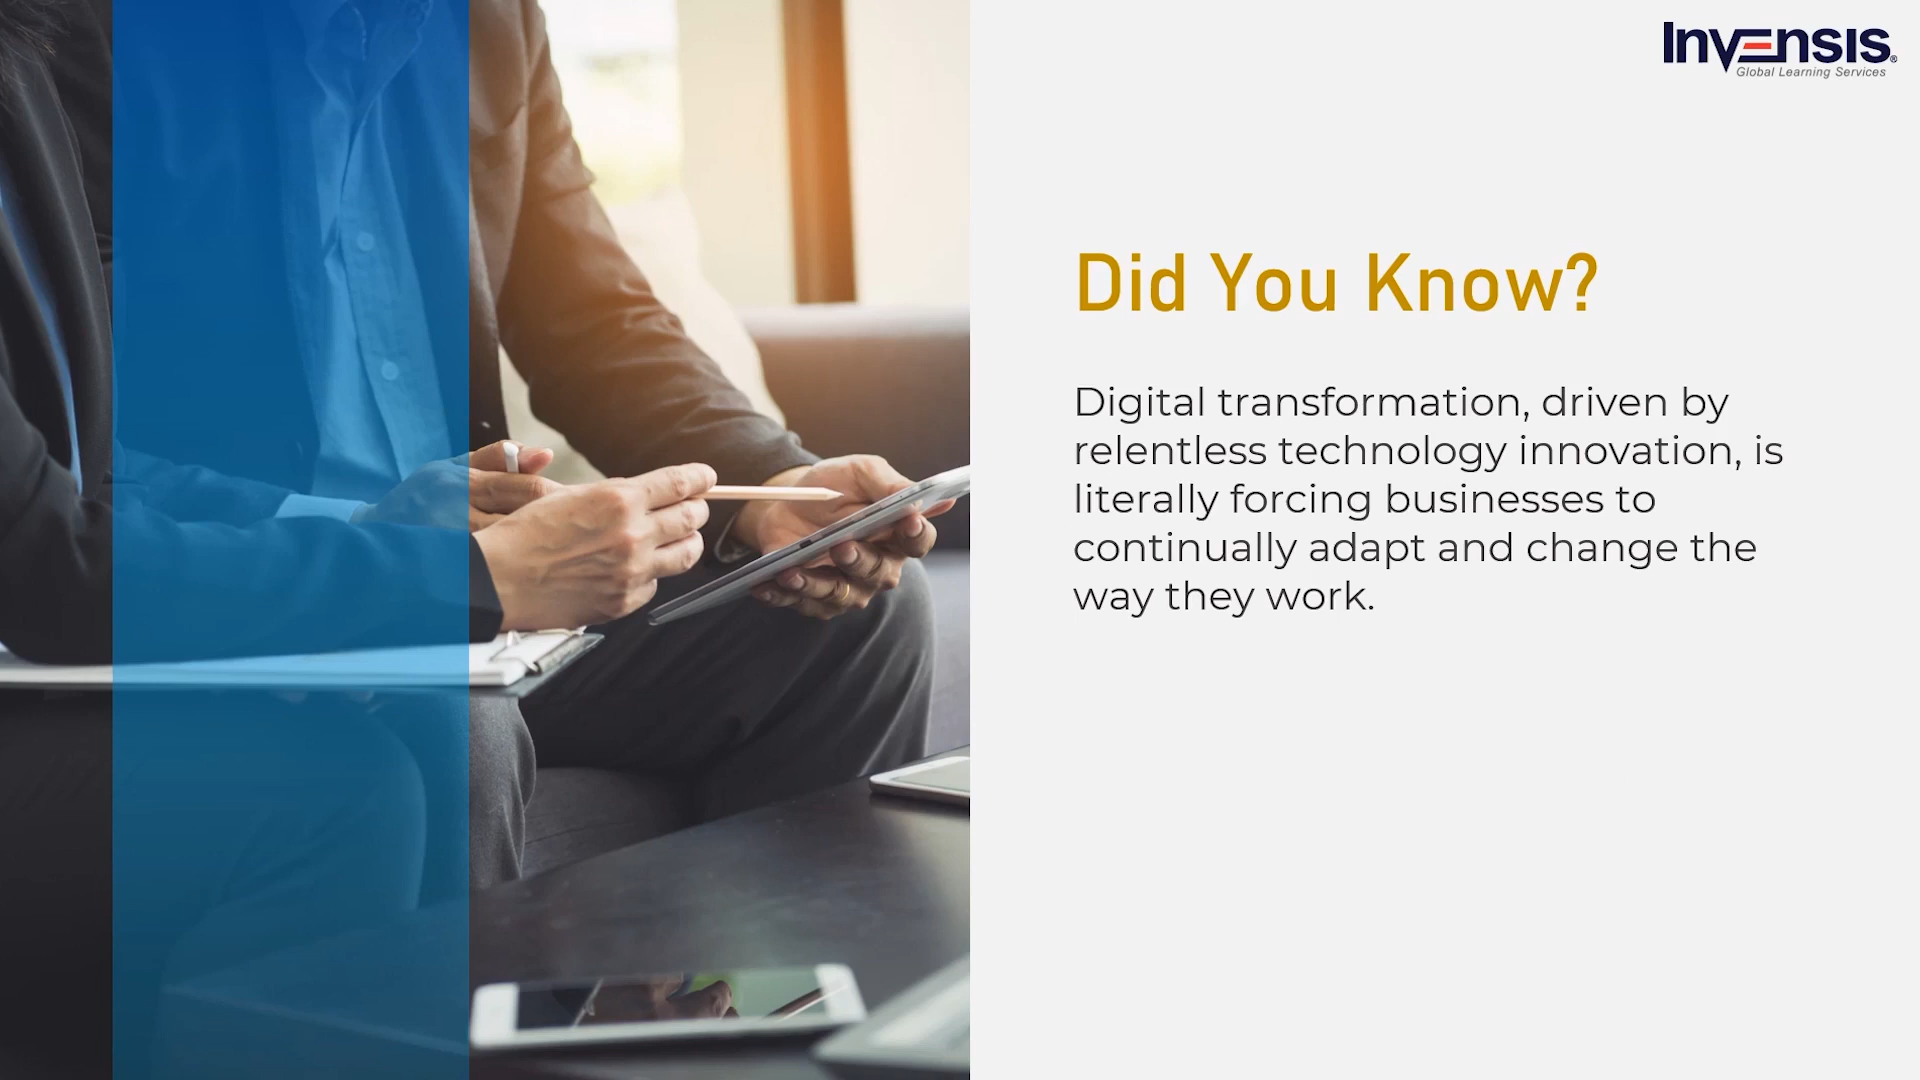 Invensis®
Global Learning Services
Did You Know?
Digital transformation, driven by
relentless technology innovation, is
literally forcing businesses to
continually adapt and change the
way they work.